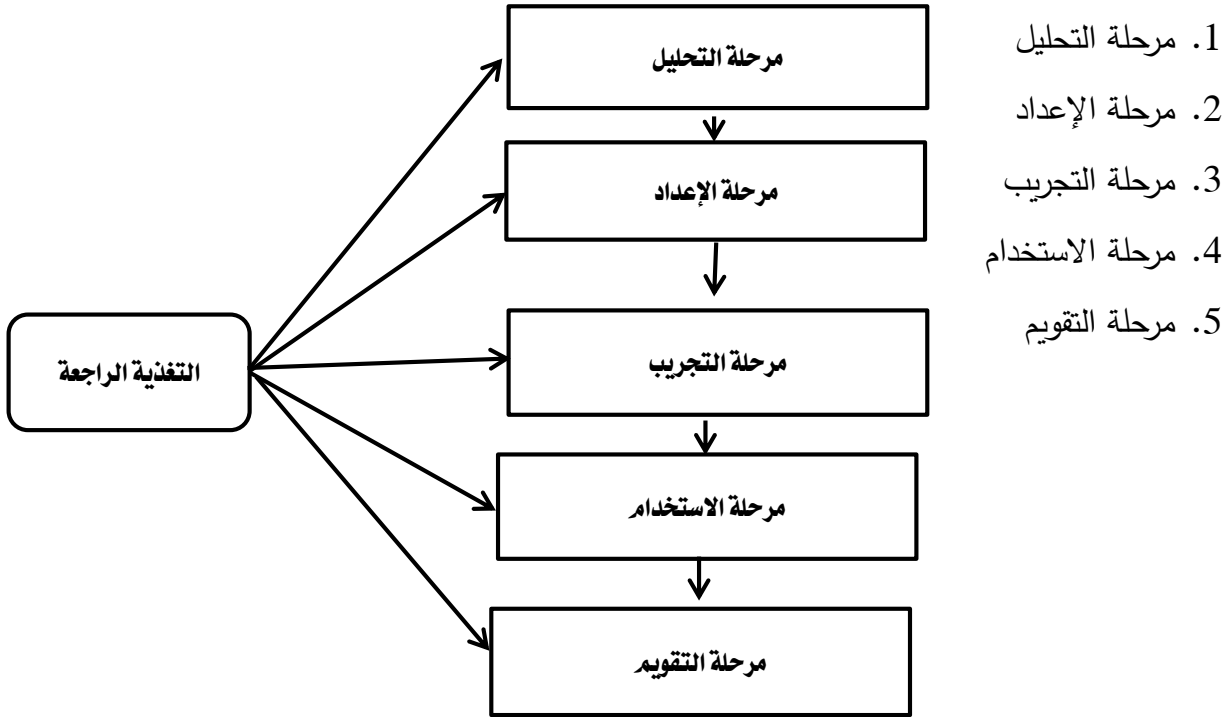 1. مرحلة التحليل
2. مرحلة الإعداد
3. مرحلة التجريب
4. مرحلة الاستخدام
5. مرحلة التقويم
مرحلة التحليل
مرحلة الإعداد
مرحلة التجريب
مرحلة الاستخدام
مرحلة التقويم
التغذية الراجعة